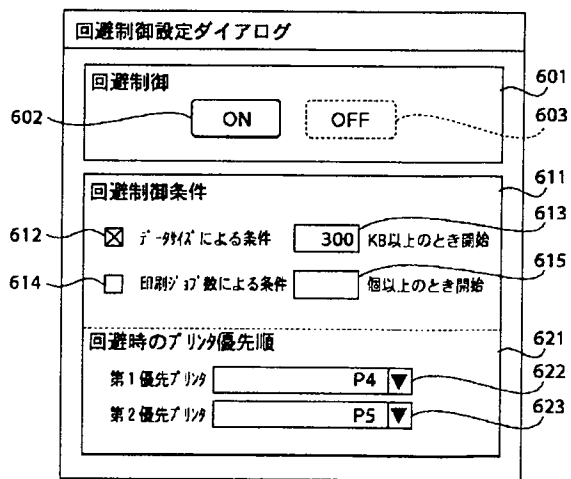 回避制御設定ダイアログ
回避制御
601
602
ON
OFF
603
回避制御条件
611
612
データサイズによる条件
300
KB以上のとき開始
613
614
印刷ジョブ数による条件
個以上のとき開始
615
回避時のプリンタ優先順
621
第1優先プリンタ
P4
622
第2優先プリンタ
P5
623